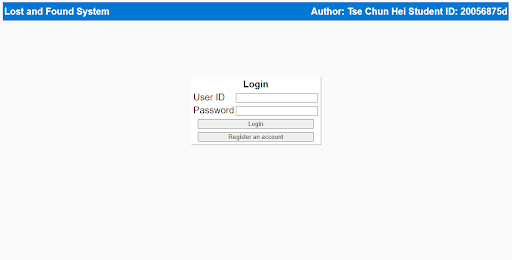 Lost and Found System Author: Tse Chun Hei Student ID: 20056875d
Login
User ID
Password
Login
Register an account